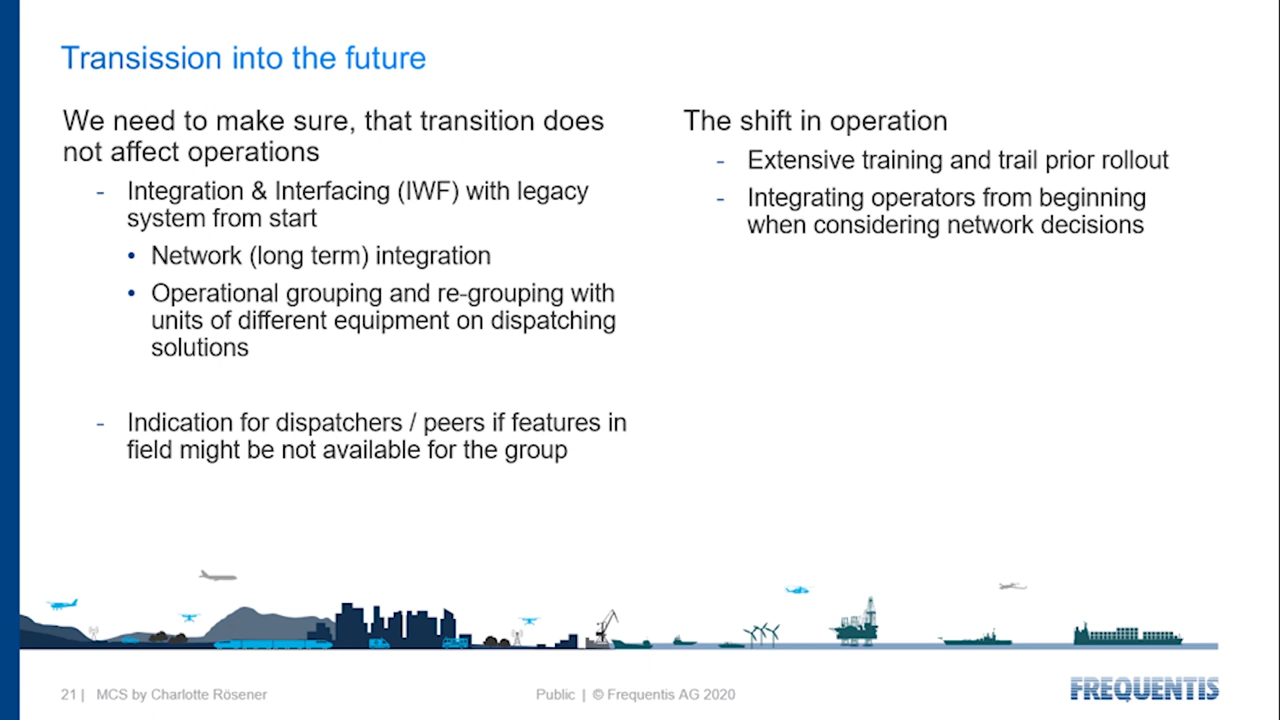 Transission into the future
We need to make sure, that transition does
not affect operations
- Integration & Interfacing (IWF) with legacy
system from start
• Network (long term) integration
• Operational grouping and re-grouping with
units of different equipment on dispatching
solutions
- Indication for dispatchers / peers if features in
field might be not available for the group
The shift in operation
- Extensive training and trail prior rollout
- Integrating operators from beginning
when considering network decisions
21 | MCS by Charlotte Rösener
Public | © Frequentis AG 2020
FREQUENTIS